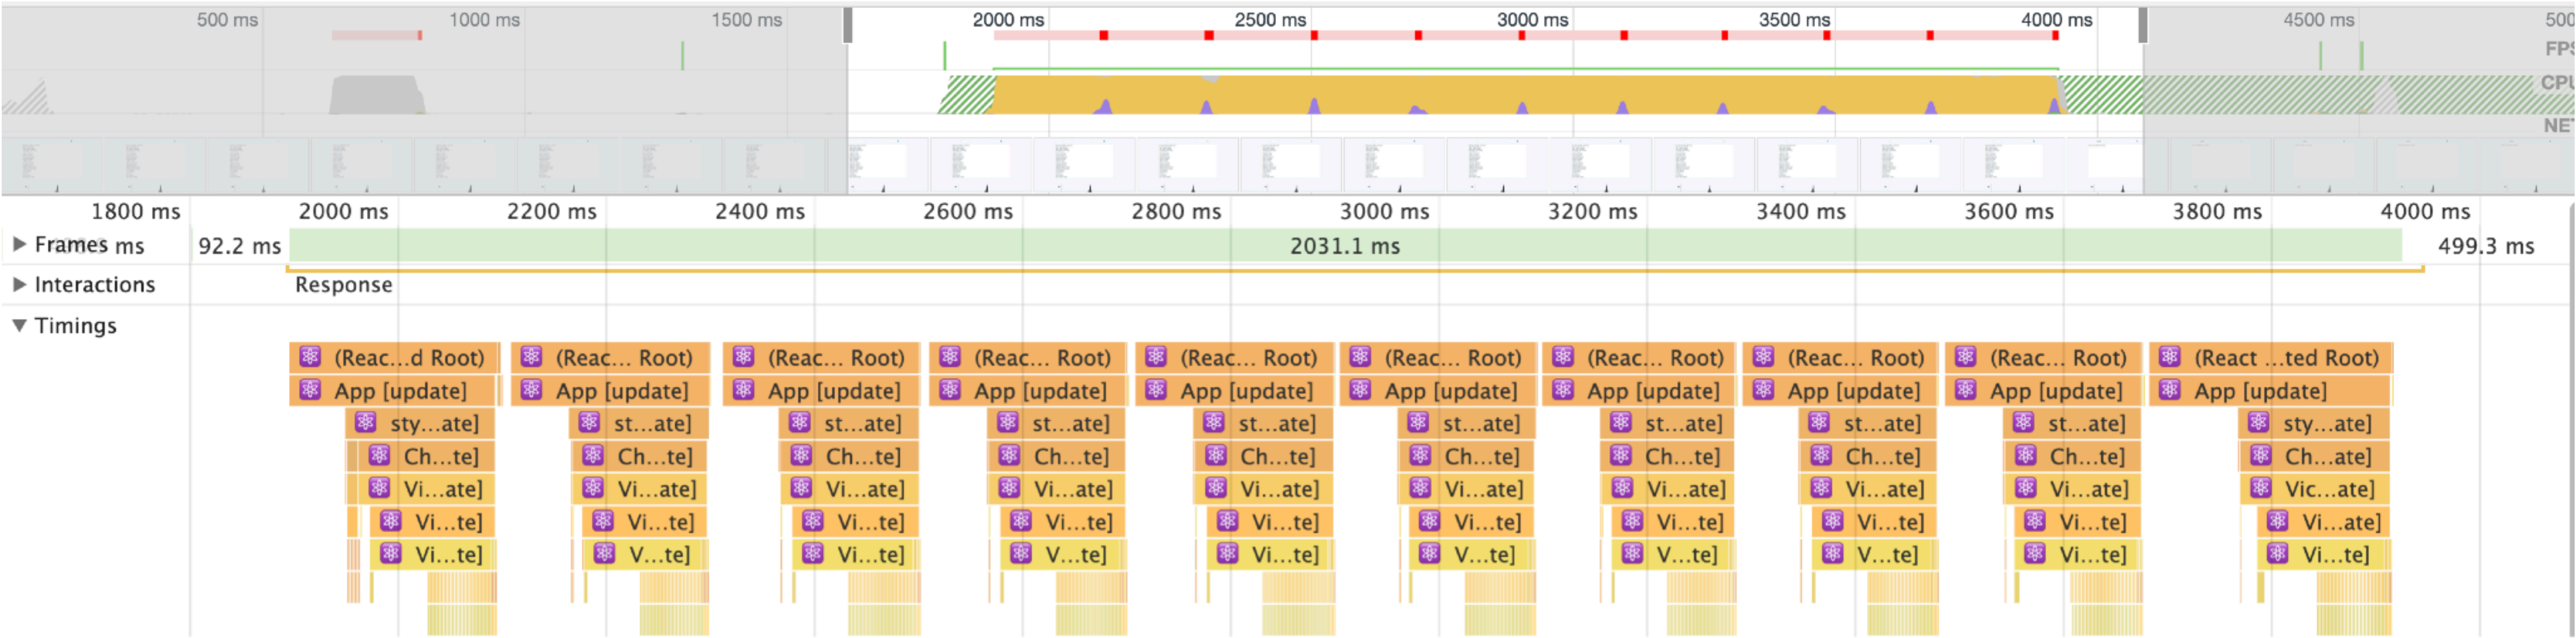 500 ms 1000 ms 1500 ms 2000 ms 2500 ms 3000 ms 3500 ms 4000 ms 4500 ms 500
FPS
CPU
NE
1800 ms 2000 ms 2200 ms 2400 ms 2600 ms 2800 ms 3000 ms 3200 ms 3400 ms 3600 ms 3800 ms 4000 ms
Frames ms 92.2 ms 2031.1 ms 499.3 ms
Interactions Response
Timings
(Reac...d Root) (Reac... Root) (Reac... Root) (Reac... Root) (Reac... Root) (Reac... Root) (Reac... Root) (Reac... Root) (Reac... Root) (React ...ted Root)
App [update] App [update] App [update] App [update] App [update] App [update] App [update] App [update] App [update] App [update]
sty...ate] st...ate] st...ate] st...ate] st...ate] st...ate] st...ate] st...ate] st...ate] sty...ate]
Ch...te] Ch...te] Ch...te] Ch...te] Ch...te] Ch...te] Ch...te] Ch...te] Ch...te] Ch...ate]
Vi...ate] Vi...ate] Vi...ate] Vi...ate] Vi...ate] Vi...ate] Vi...ate] Vi...ate] Vi...ate] Vic...ate]
Vi...te] Vi...te] Vi...te] Vi...te] Vi...te] Vi...te] Vi...te] Vi...te] Vi...te] Vi...ate]
Vi...te] V...te] Vi...te] V...te] Vi...te] V...te] V...te] V...te] Vi...te] Vi...te]